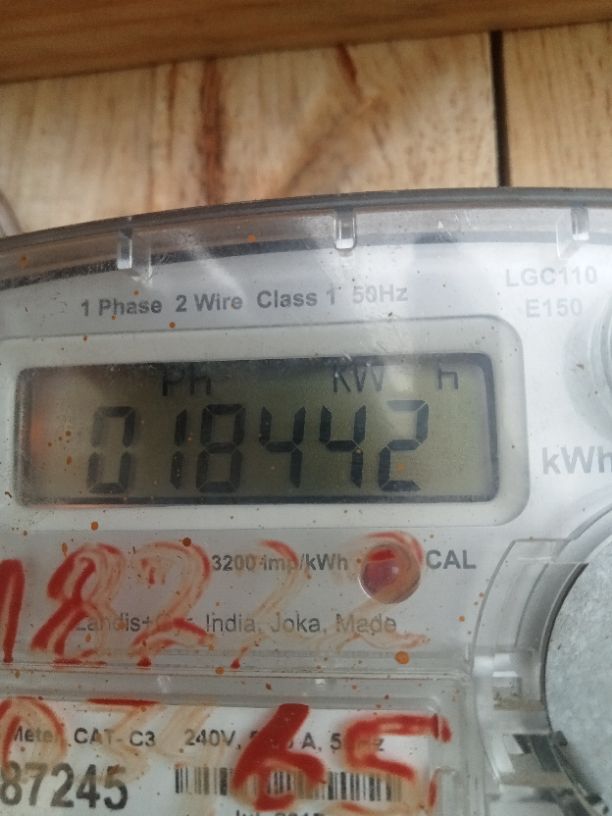 LGC110
1 Phase 2 Wire Class 1 50Hz
E150
Ph KW h
018442
kWh
3200 imp/kWh CAL
India, Joka, Made
Meter CAT-C3 240V,
65
87245